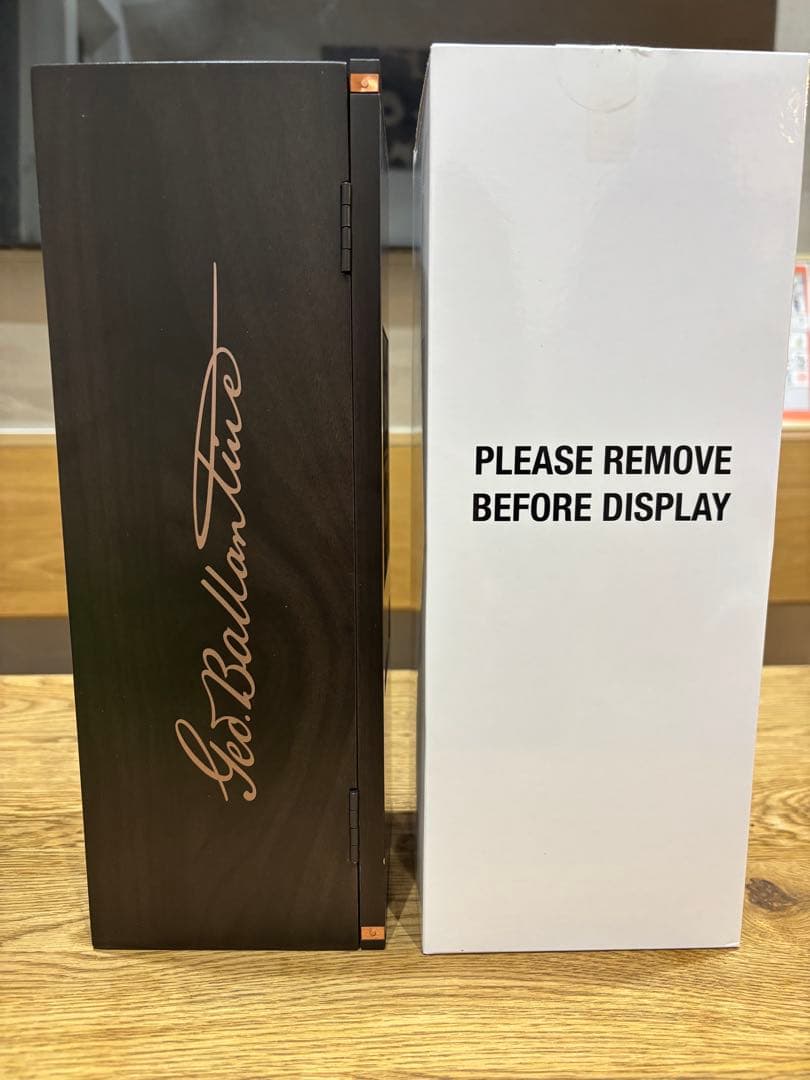 Geo. Ballantine
PLEASE REMOVE
BEFORE DISPLAY